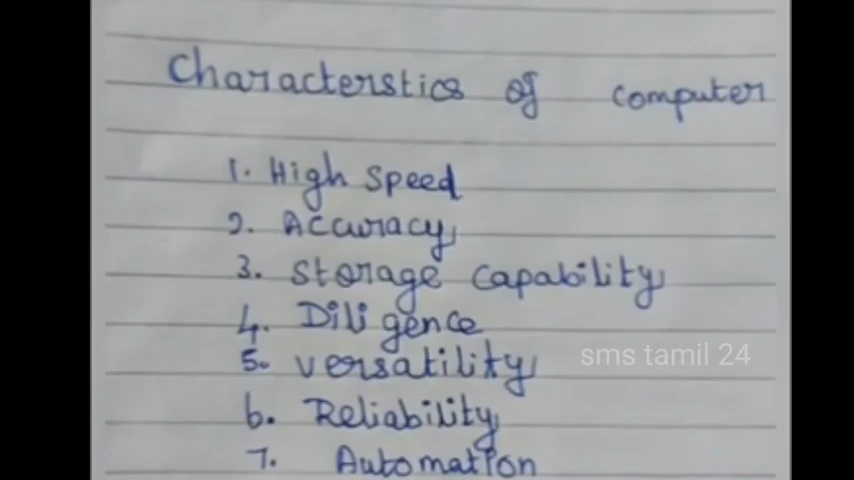 Characterstics of computer
1. High Speed
2. Accuracy
3. Storage capability
4. Diligence
5. versatility
sms tamil 24
6. Reliability
7. Automation